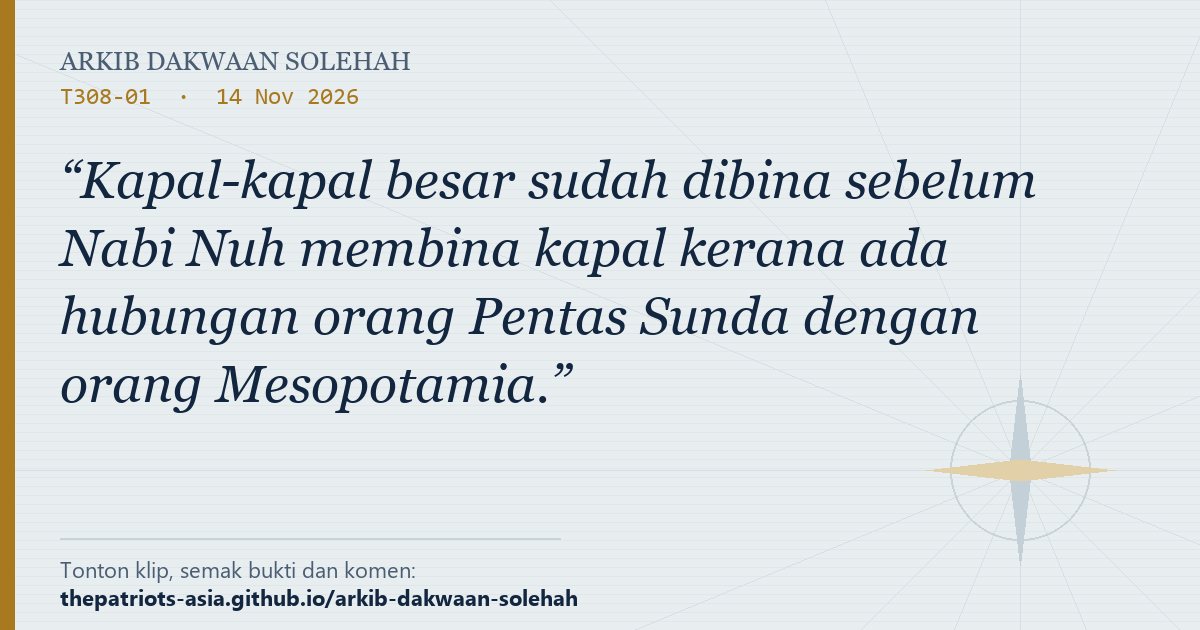 ARKIB DAKWAAN SOLEHAH
T308-01 · 14 Nov 2026
“Kapal-kapal besar sudah dibina sebelum
Nabi Nuh membina kapal kerana ada
hubungan orang Pentas Sunda dengan
orang Mesopotamia.”
Tonton klip, semak bukti dan komen:
thepatriots-asia.github.io/arkib-dakwaan-solehah